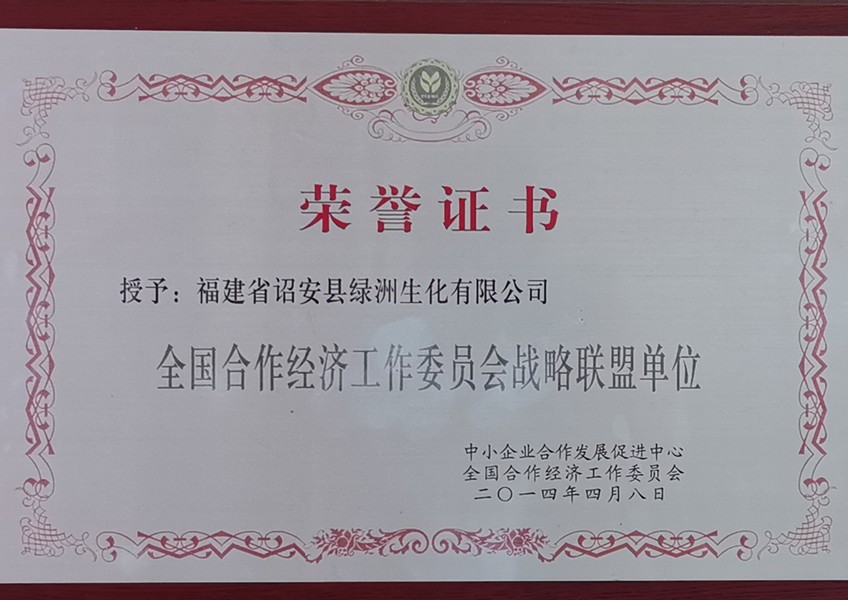 荣誉证书
授予：福建省诏安县绿洲生化有限公司
全国合作经济工作委员会战略联盟单位
中小企业合作发展促进中心
全国合作经济工作委员会
二〇一四年四月八日